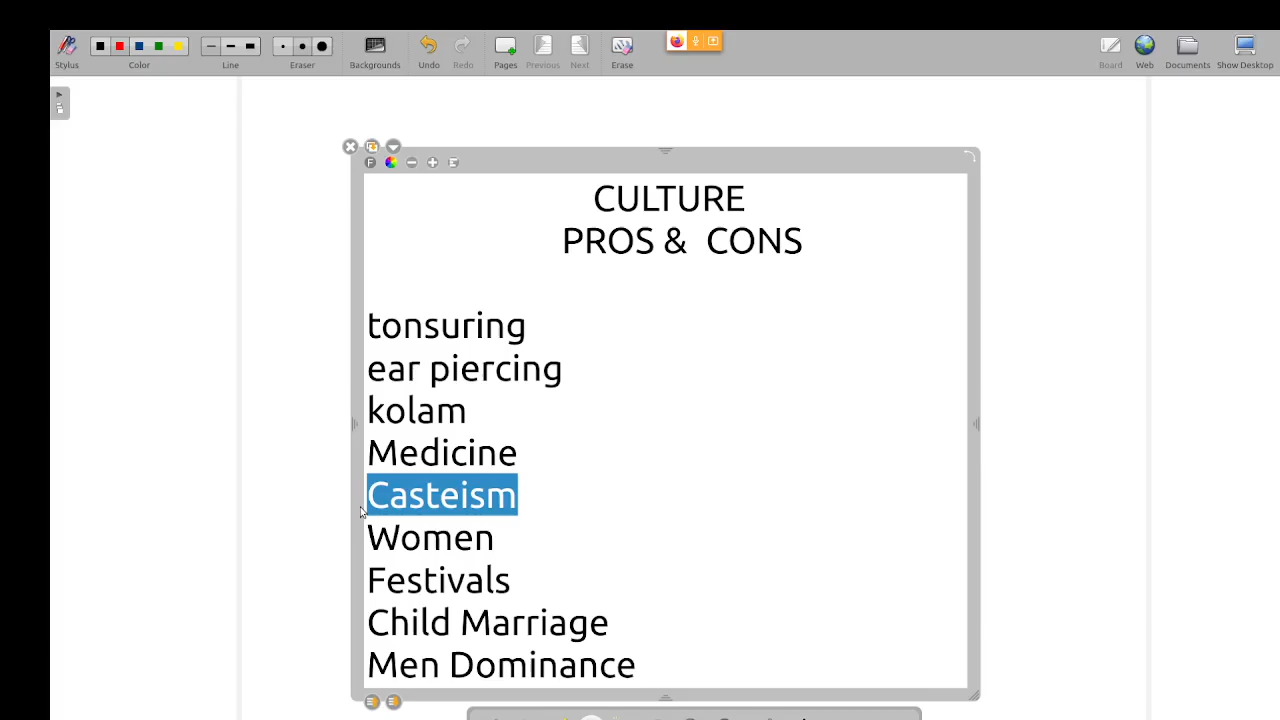 Stylus
Color
Line
Eraser
Backgrounds
Undo
Redo
Pages
Previous
Next
Erase
Board
Web
Documents
Show Desktop
F
CULTURE
PROS & CONS
tonsuring
ear piercing
kolam
Medicine
Casteism
Women
Festivals
Child Marriage
Men Dominance